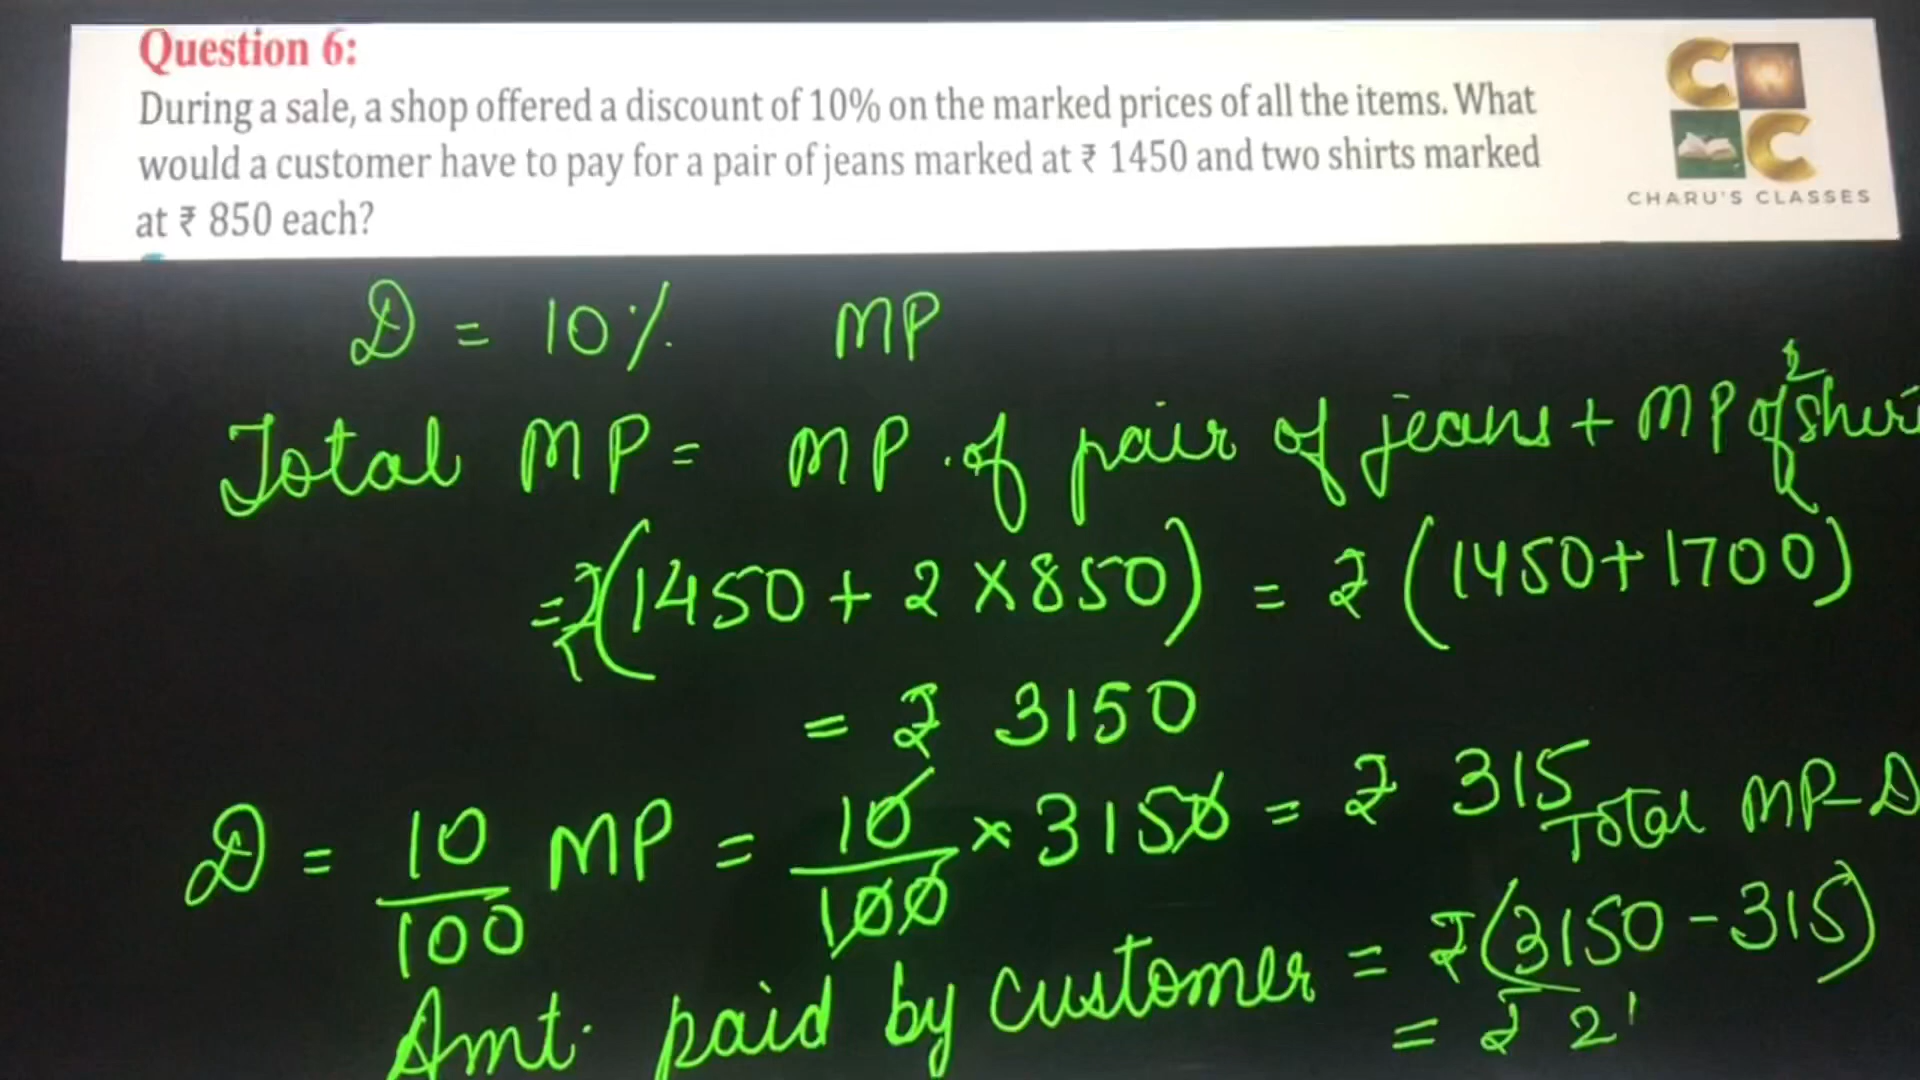 Question 6:
During a sale, a shop offered a discount of 10% on the marked prices of all the items. What
would a customer have to pay for a pair of jeans marked at ₹ 1450 and two shirts marked
at ₹ 850 each?
C C
CHARU'S CLASSES
D = 10% MP
Total MP = MP of pair of jeans + MP of 2
= ₹(1450 + 2 × 850) = ₹ (1450 + 1700)
= ₹ 3150
D = 10/100 MP = 10/100 × 3150 = ₹ 315
Total MP - D
Amt. paid by customer = ₹(3150 - 315)
= ₹ 2